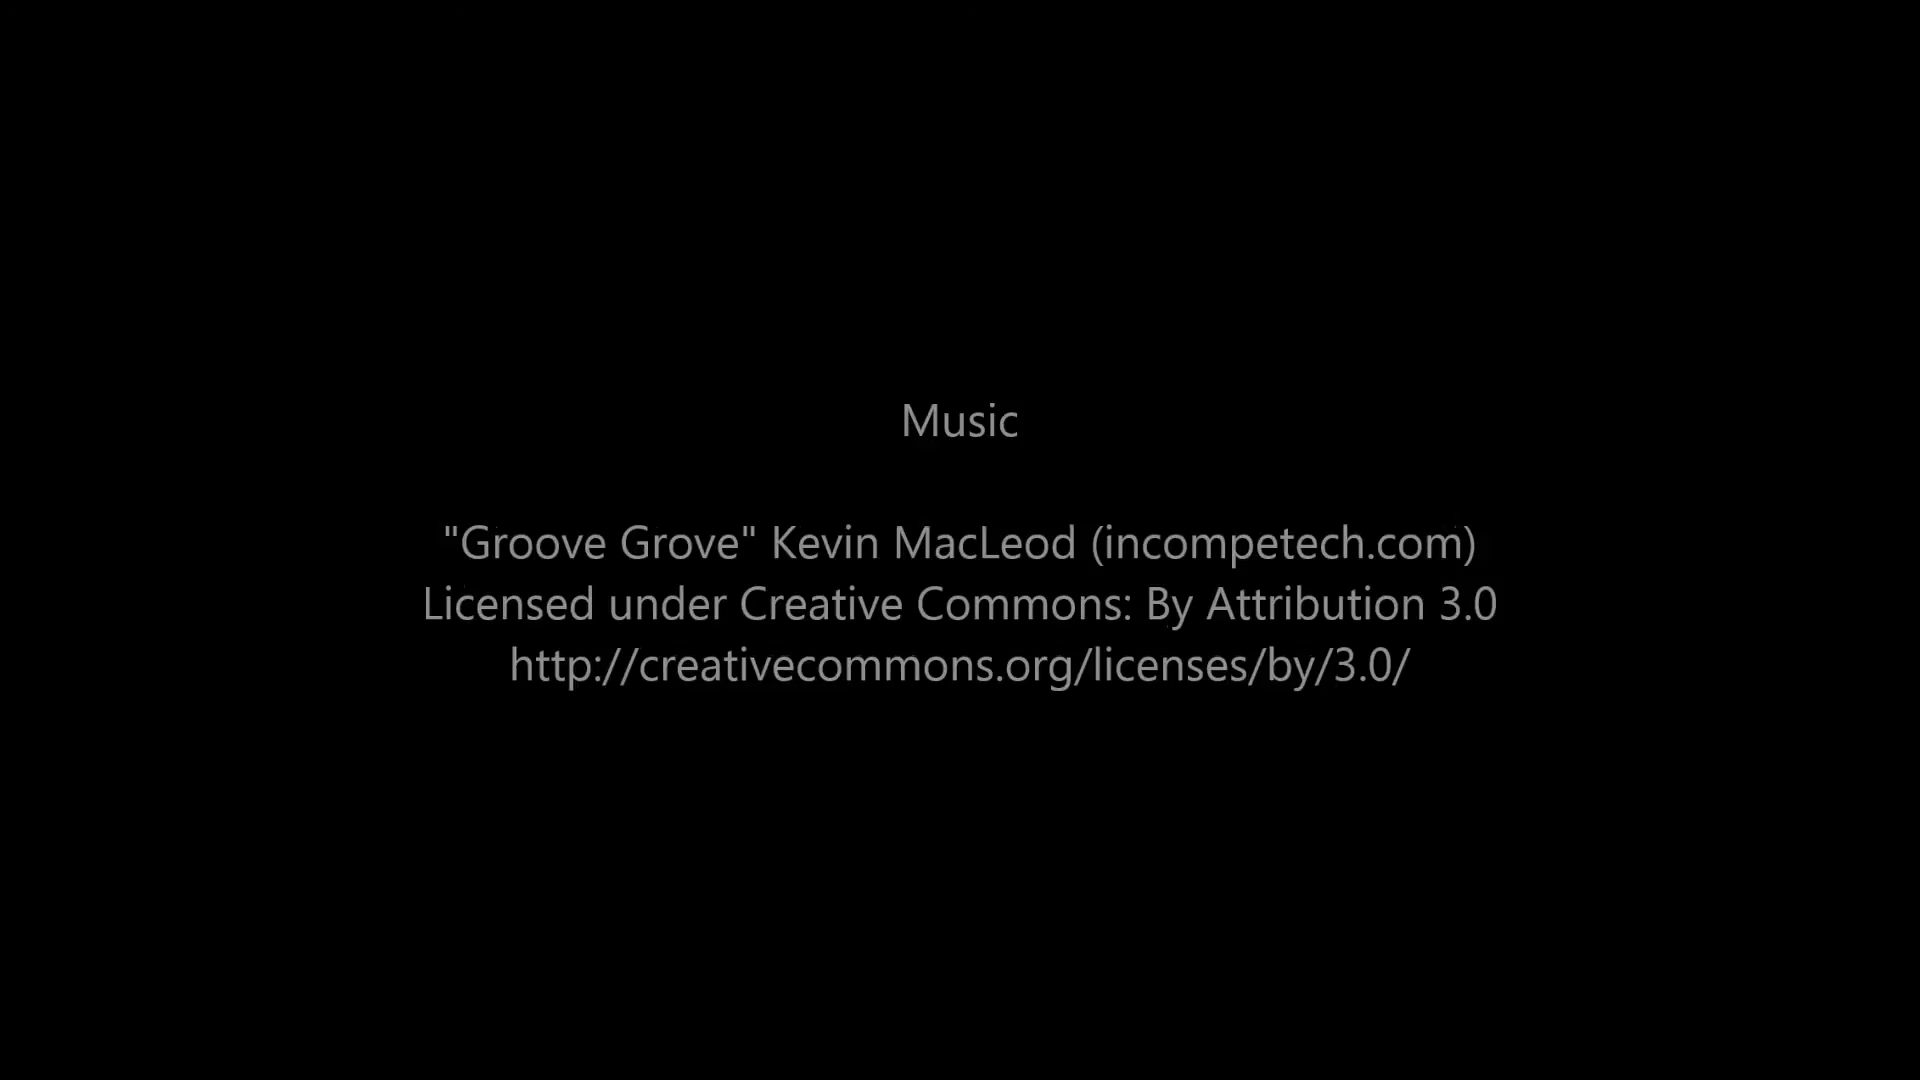 Music
"Groove Grove" Kevin MacLeod (incompetech.com)
Licensed under Creative Commons: By Attribution 3.0
http://creativecommons.org/licenses/by/3.0/